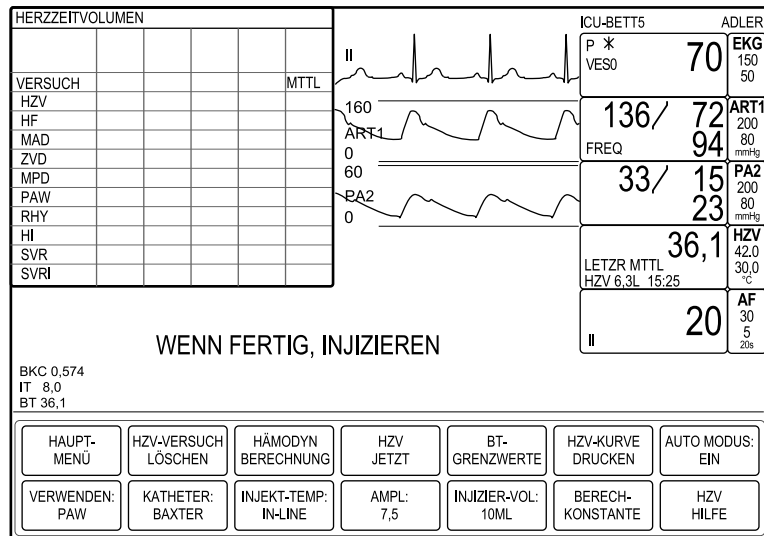 HERZZEITVOLUMEN
VERSUCH MTTL
HZV
HF
MAD
ZVD
MPD
PAW
RHY
HI
SVR
SVRI
II
160
ART1
0
60
PA2
0
ICU-BETT5 ADLER
P 70 EKG
VES0 150
50
136/ 72 ART1
200
FREQ 94 80
mmHg
33/ 15 PA2
200
23 80
mmHg
36,1 HZV
42.0
LETZR MTTL 30,0
HZV 6,3L 15:25 °C
20 AF
30
II 5
20s
WENN FERTIG, INJIZIEREN
BKC 0,574
IT 8,0
BT 36,1
HAUPT-
MENÜ
HZV-VERSUCH
LÖSCHEN
HÄMODYN
BERECHNUNG
HZV
JETZT
BT-
GRENZWERTE
HZV-KURVE
DRUCKEN
AUTO MODUS:
EIN
VERWENDEN:
PAW
KATHETER:
BAXTER
INJEKT-TEMP:
IN-LINE
AMPL:
7,5
INJIZIER-VOL:
10ML
BERECH-
KONSTANTE
HZV
HILFE